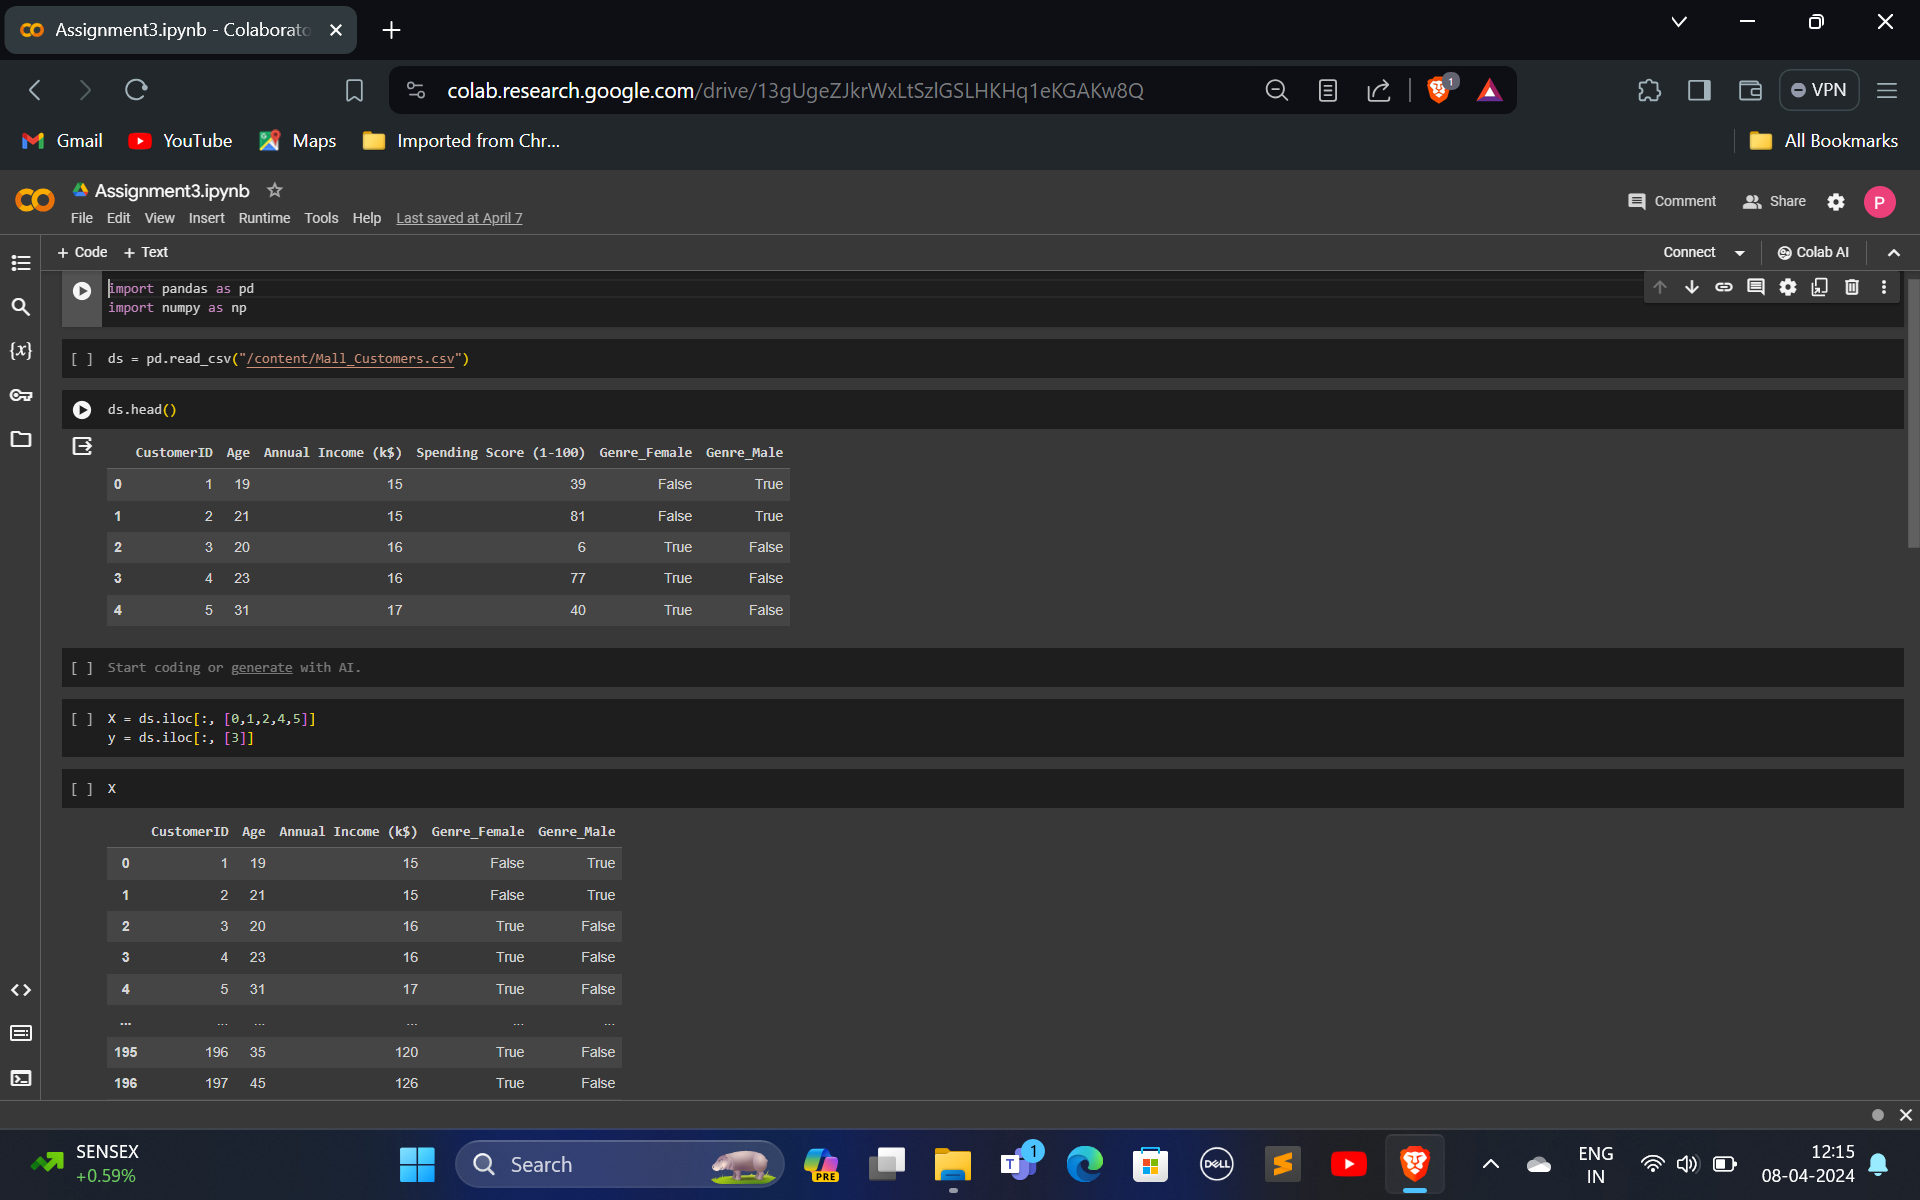 Assignment3.ipynb - Colaborato
colab.research.google.com/drive/13gUgeZJkrWxLtSzlGSLHKHq1eKGAKw8Q
1
VPN
Gmail
YouTube
Maps
Imported from Chr...
All Bookmarks
Assignment3.ipynb
Comment
Share
P
File Edit View Insert Runtime Tools Help Last saved at April 7
+ Code + Text
Connect
Colab AI
import pandas as pd
import numpy as np
[ ] ds = pd.read_csv("/content/Mall_Customers.csv")
ds.head()
CustomerID Age Annual Income (k$) Spending Score (1-100) Genre_Female Genre_Male
0 1 19 15 39 False True
1 2 21 15 81 False True
2 3 20 16 6 True False
3 4 23 16 77 True False
4 5 31 17 40 True False
[ ] Start coding or generate with AI.
[ ] X = ds.iloc[:, [0,1,2,4,5]]
y = ds.iloc[:, [3]]
[ ] X
CustomerID Age Annual Income (k$) Genre_Female Genre_Male
0 1 19 15 False True
1 2 21 15 False True
2 3 20 16 True False
3 4 23 16 True False
4 5 31 17 True False
... ... ... ... ... ...
195 196 35 120 True False
196 197 45 126 True False
{x}
SENSEX
+0.59%
Search
PRE
T
1
DELL
ENG
IN
12:15
08-04-2024